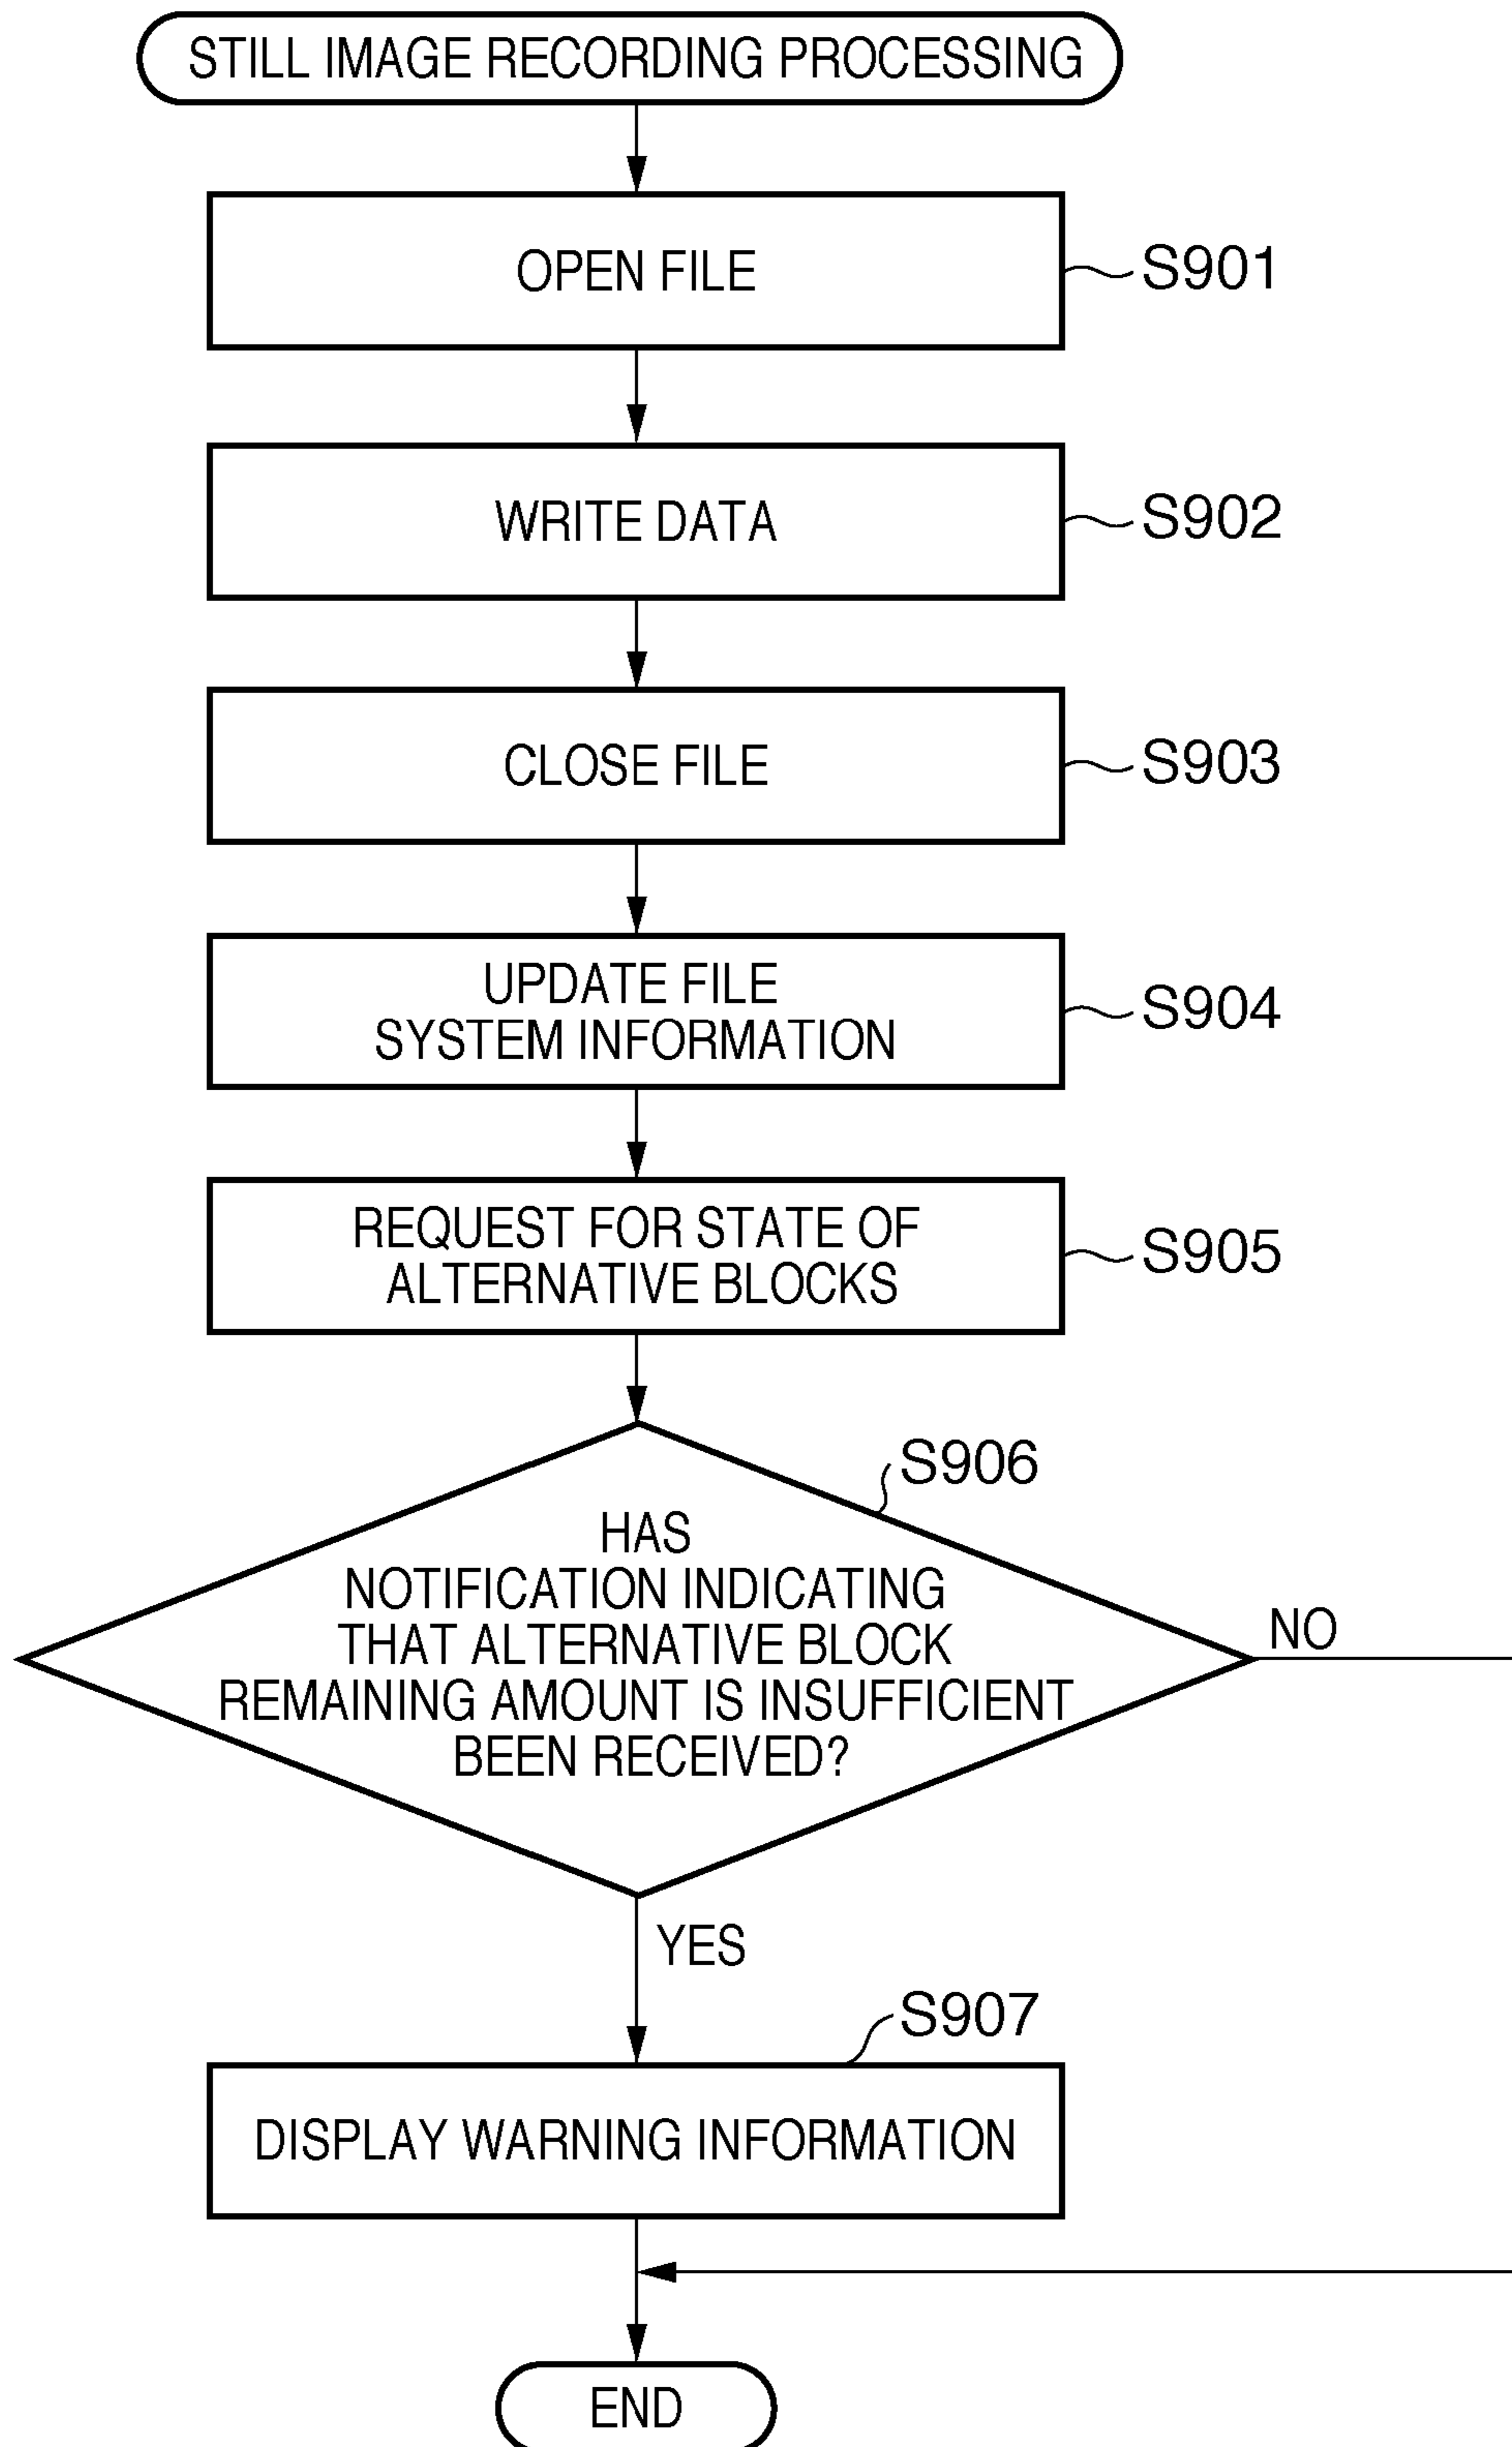 STILL IMAGE RECORDING PROCESSING
OPEN FILE
S901
WRITE DATA
S902
CLOSE FILE
S903
UPDATE FILE
SYSTEM INFORMATION
S904
REQUEST FOR STATE OF
ALTERNATIVE BLOCKS
S905
S906
HAS
NOTIFICATION INDICATING
THAT ALTERNATIVE BLOCK
REMAINING AMOUNT IS INSUFFICIENT
BEEN RECEIVED?
NO
YES
S907
DISPLAY WARNING INFORMATION
END